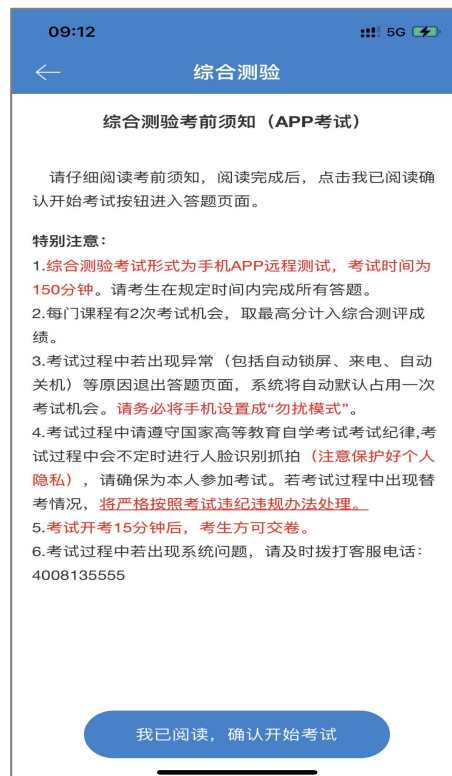 09:12
5G
综合测验
综合测验考前须知（APP考试）
请仔细阅读考前须知，阅读完成后，点击我已阅读确
认开始考试按钮进入答题页面。
特别注意：
1.综合测验考试形式为手机APP远程测试，考试时间为
150分钟。请考生在规定时间内完成所有答题。
2.每门课程有2次考试机会，取最高分计入综合测评成
绩。
3.考试过程中若出现异常（包括自动锁屏、来电、自动
关机）等原因退出答题页面，系统将自动默认占用一次
考试机会。请务必将手机设置成“勿扰模式”。
4.考试过程中请遵守国家高等教育自学考试考试纪律,考
试过程中会不定时进行人脸识别抓拍（注意保护好个人
隐私），请确保为本人参加考试。若考试过程中出现替
考情况，将严格按照考试违纪违规办法处理。
5.考试开考15分钟后，考生方可交卷。
6.考试过程中若出现系统问题，请及时拨打客服电话：
4008135555
我已阅读，确认开始考试